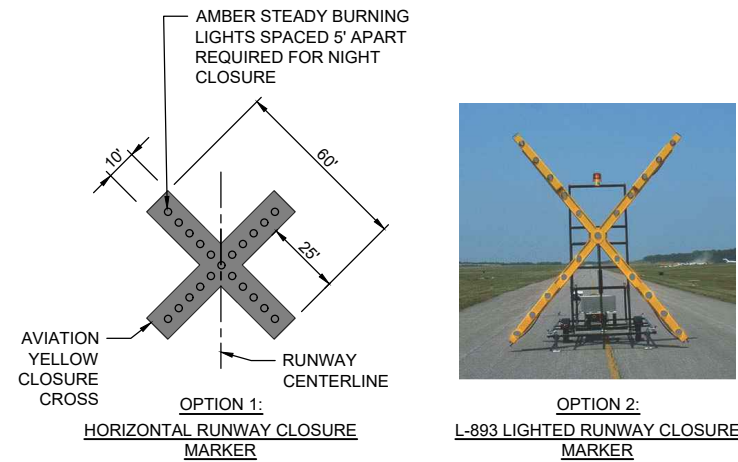 AMBER STEADY BURNING
LIGHTS SPACED 5' APART
REQUIRED FOR NIGHT
CLOSURE
10'
60'
25'
AVIATION
YELLOW
CLOSURE
CROSS
RUNWAY
CENTERLINE
OPTION 1:
HORIZONTAL RUNWAY CLOSURE
MARKER
OPTION 2:
L-893 LIGHTED RUNWAY CLOSURE
MARKER